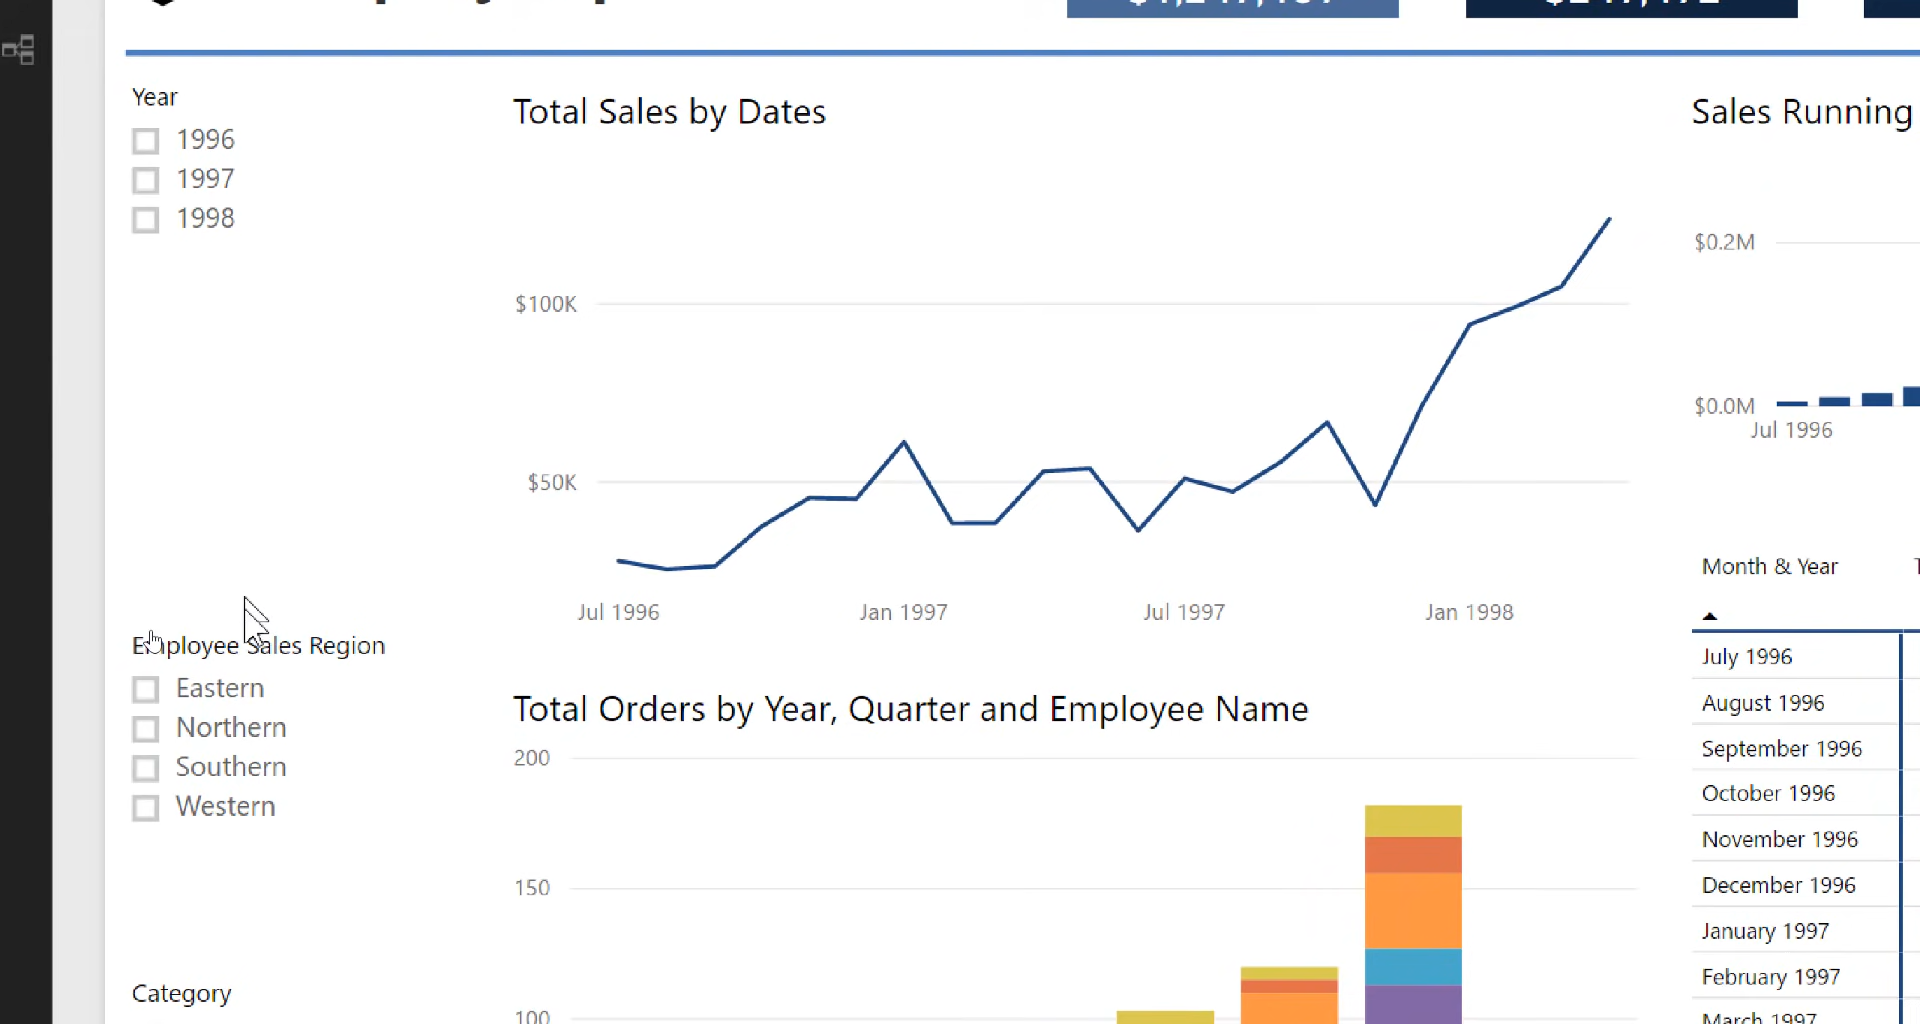 Year
1996
1997
1998
Total Sales by Dates
$100K
$50K
Jul 1996
Jan 1997
Jul 1997
Jan 1998
Sales Running
$0.2M
$0.0M
Jul 1996
Employee Sales Region
Eastern
Northern
Southern
Western
Category
Total Orders by Year, Quarter and Employee Name
200
150
100
Month & Year
July 1996
August 1996
September 1996
October 1996
November 1996
December 1996
January 1997
February 1997
March 1997